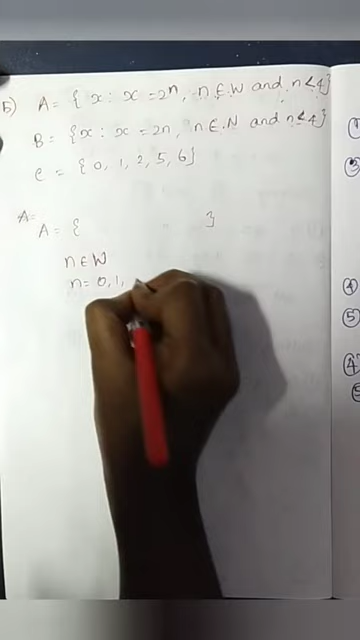 5) A = { x : x = 2ⁿ, n ∈ W and n < 4}
B = {x : x = 2n, n ∈ N and n ≤ 4}
C = { 0, 1, 2, 5, 6}
A=
A = { }
n ∈ W
n = 0, 1,